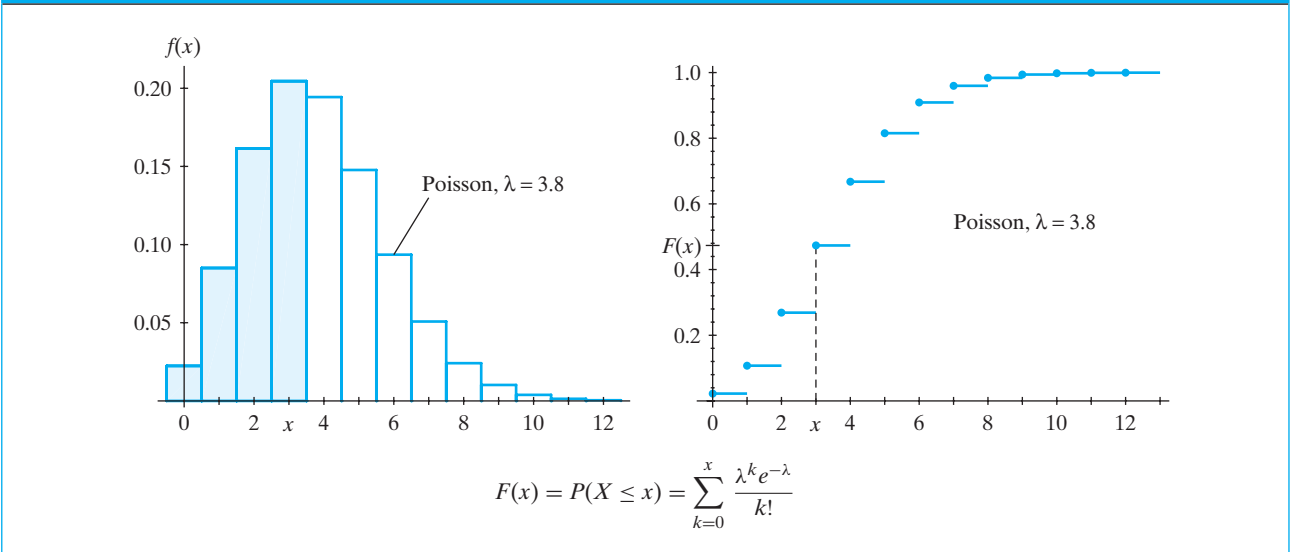 f(x)
0.20
0.15
0.10
0.05
Poisson, λ = 3.8
0 2 x 4 6 8 10 12
1.0
0.8
0.6
F(x)
0.4
0.2
Poisson, λ = 3.8
0 2 x 4 6 8 10 12
F(x) = P(X ≤ x) = ∑_{k=0}^{x} λ^k e^{−λ} / k!